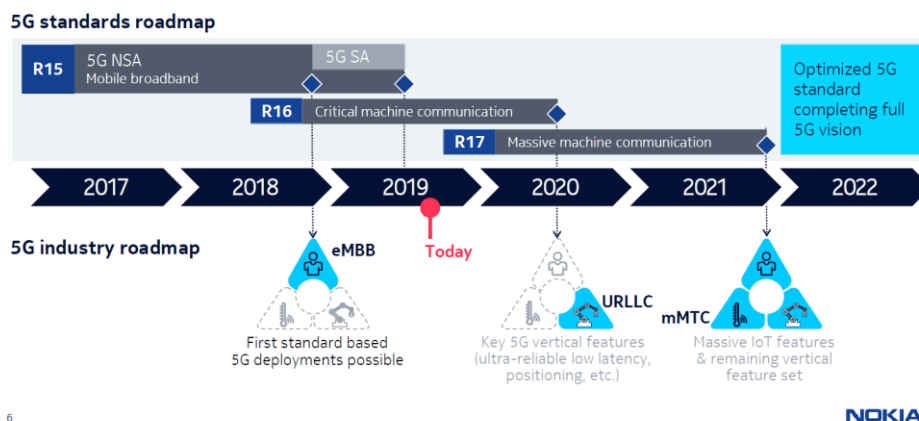 5G standards roadmap
R15
5G NSA
Mobile broadband
5G SA
R16
Critical machine communication
R17
Massive machine communication
Optimized 5G
standard
completing full
5G vision
2017
2018
2019
2020
2021
2022
5G industry roadmap
Today
eMBB
First standard based
5G deployments possible
URLLC
Key 5G vertical features
(ultra-reliable low latency,
positioning, etc.)
mMTC
Massive IoT features
& remaining vertical
feature set
6
NOKIA